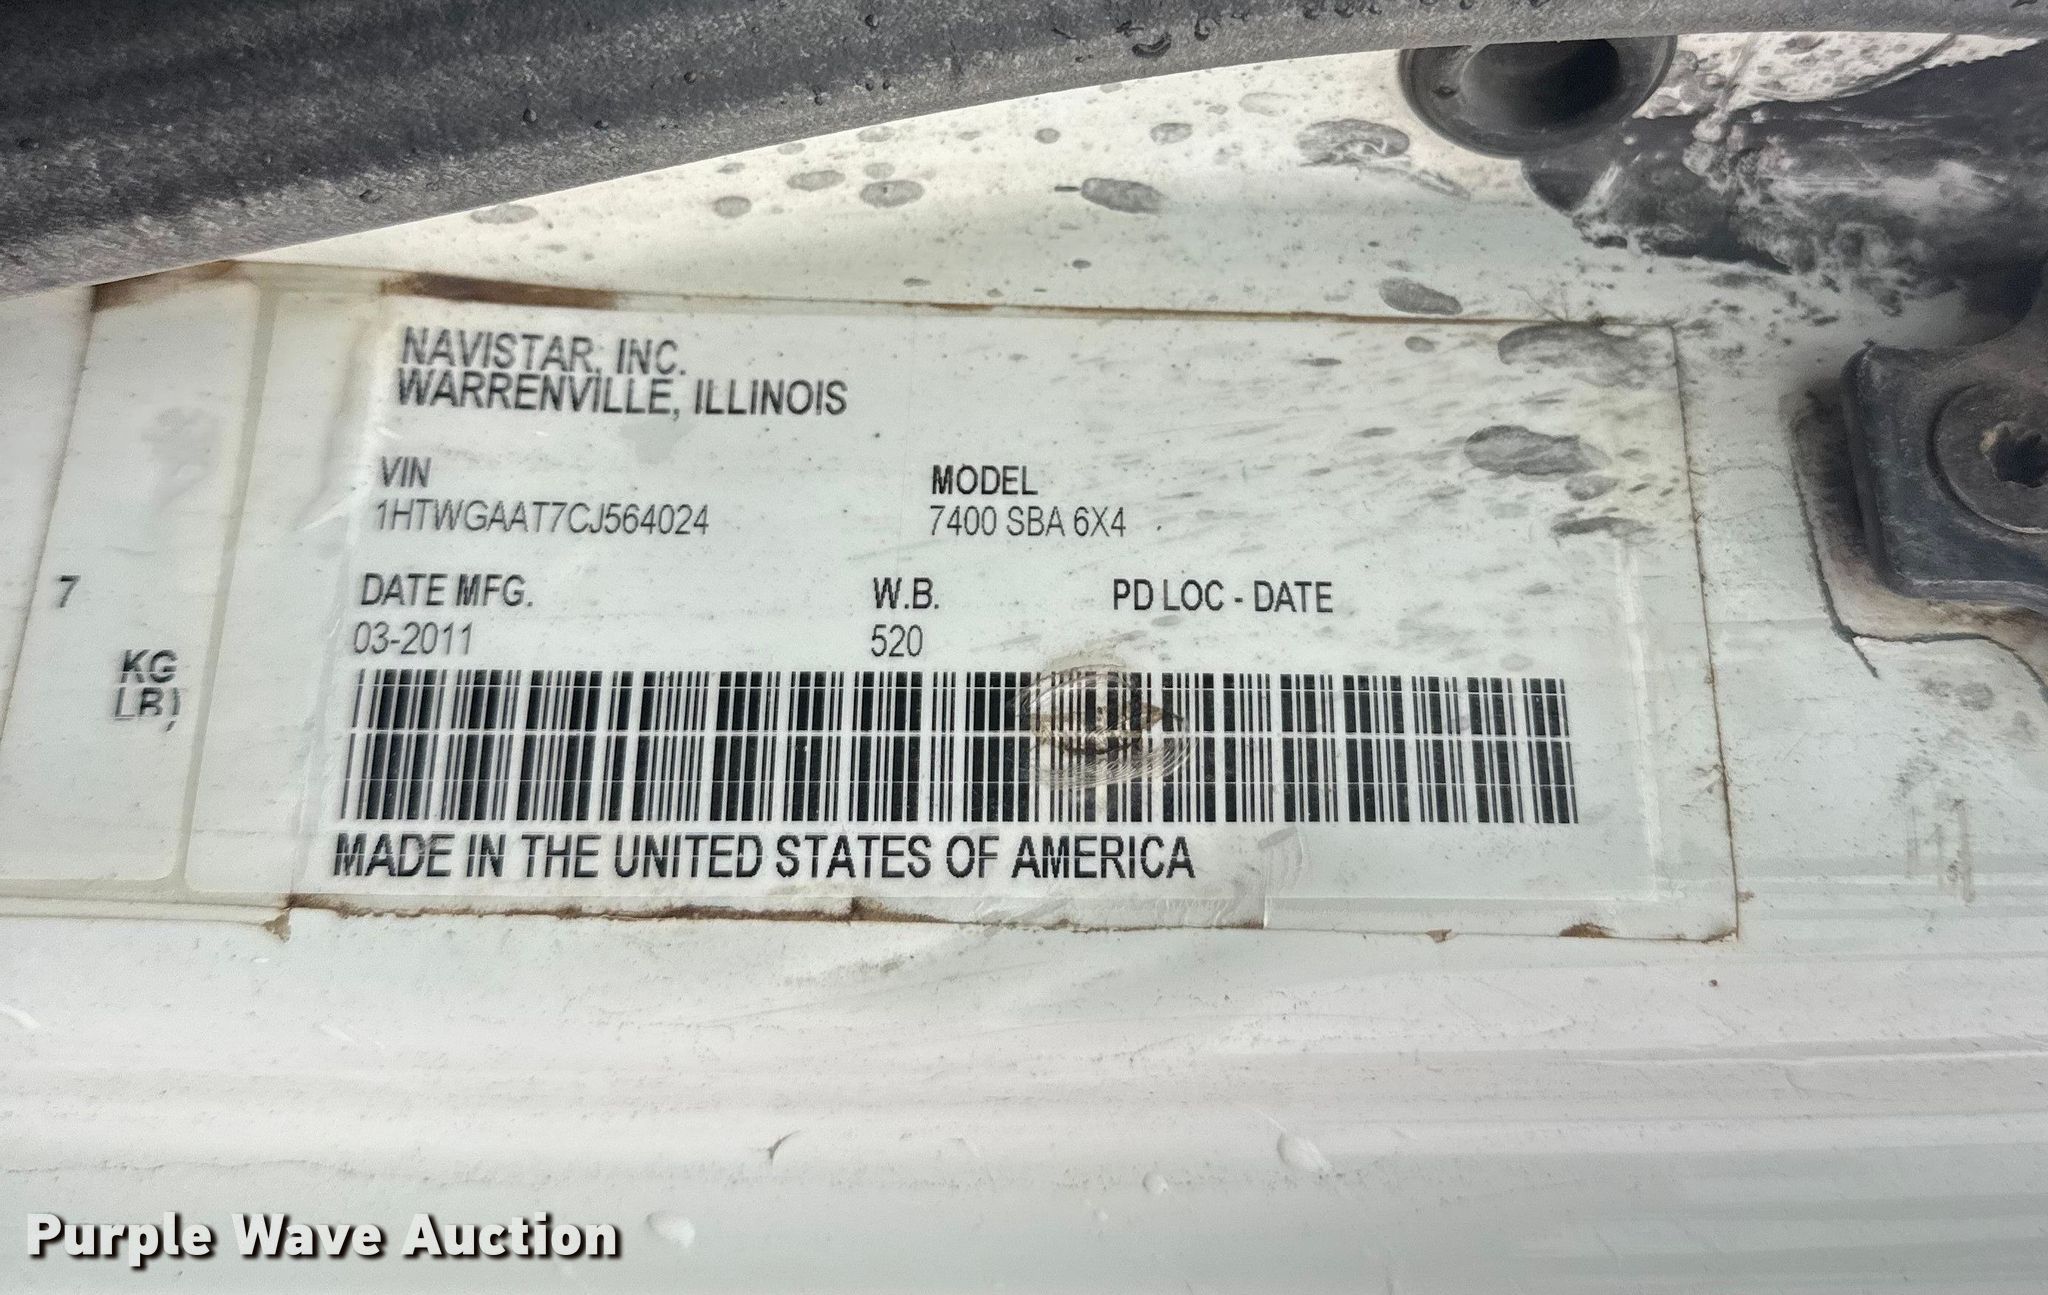 NAVISTAR, INC.
WARRENVILLE, ILLINOIS
VIN MODEL
1HTWGAAT7CJ564024 7400 SBA 6X4
DATE MFG. W.B. PD LOC - DATE
03-2011 520
7
KG
LB)
MADE IN THE UNITED STATES OF AMERICA
Purple Wave Auction